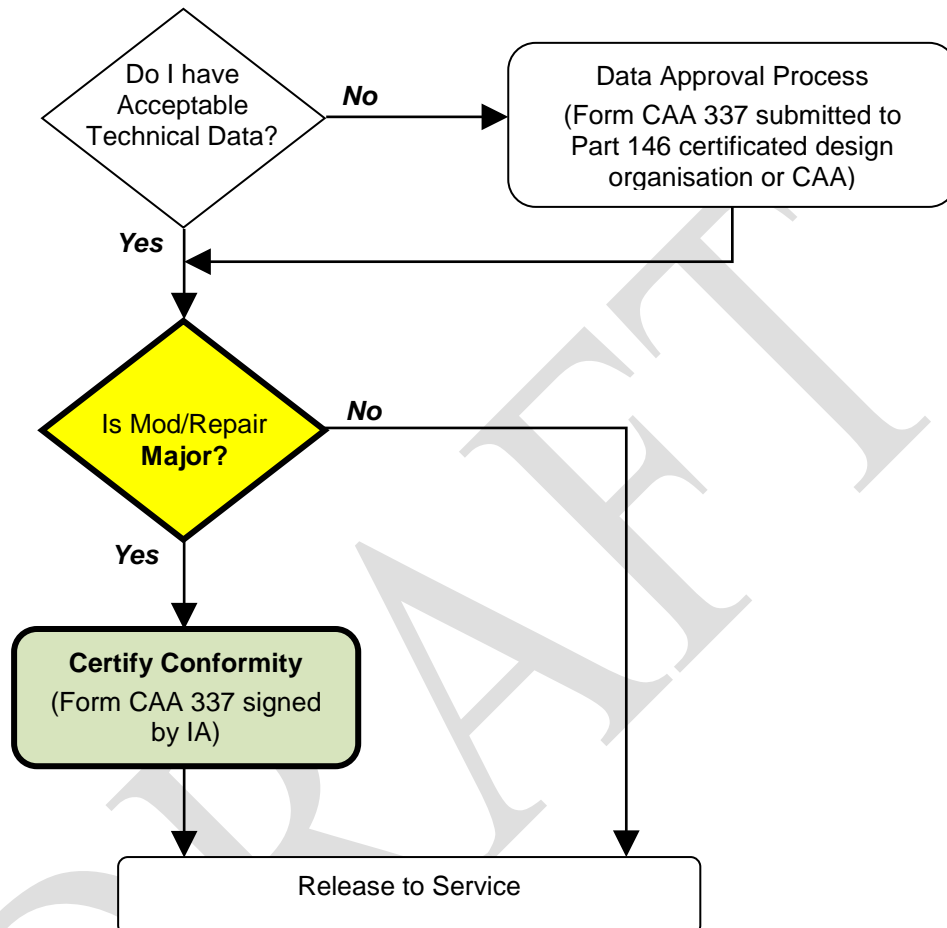 Do I have
Acceptable
Technical Data?
No
Data Approval Process
(Form CAA 337 submitted to
Part 146 certificated design
organisation or CAA)
Yes
Is Mod/Repair
Major?
No
Yes
Certify Conformity
(Form CAA 337 signed
by IA)
Release to Service
DRAFT